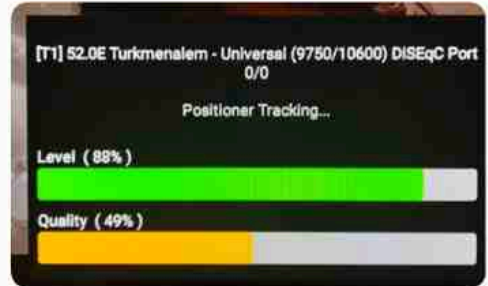 [T1] 52.0E Turkmenalem - Universal (9750/10600) DiSEqC Port
0/0
Positioner Tracking...
Level ( 88% )
Quality ( 49% )